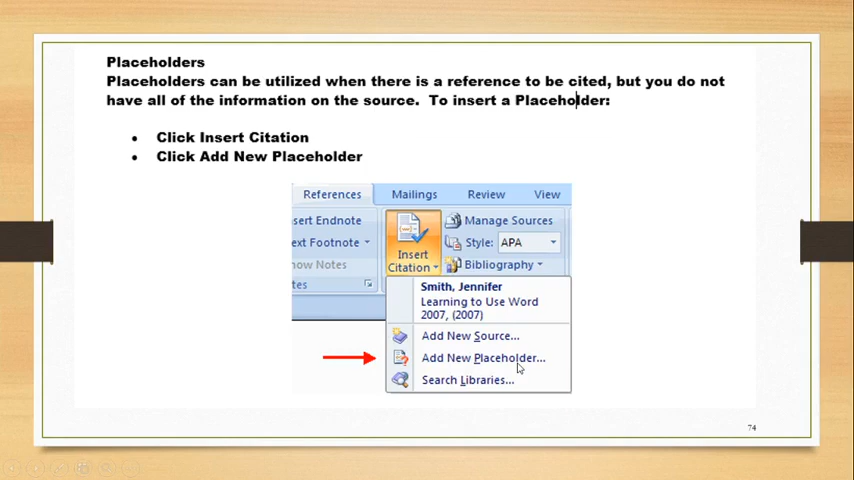 Placeholders
Placeholders can be utilized when there is a reference to be cited, but you do not
have all of the information on the source.  To insert a Placeholder:
• Click Insert Citation
• Click Add New Placeholder
References Mailings Review View
nsert Endnote
ext Footnote
how Notes
tes
Insert
Citation
Manage Sources
Style: APA
Bibliography
Smith, Jennifer
Learning to Use Word
2007, (2007)
Add New Source...
Add New Placeholder...
Search Libraries...
74